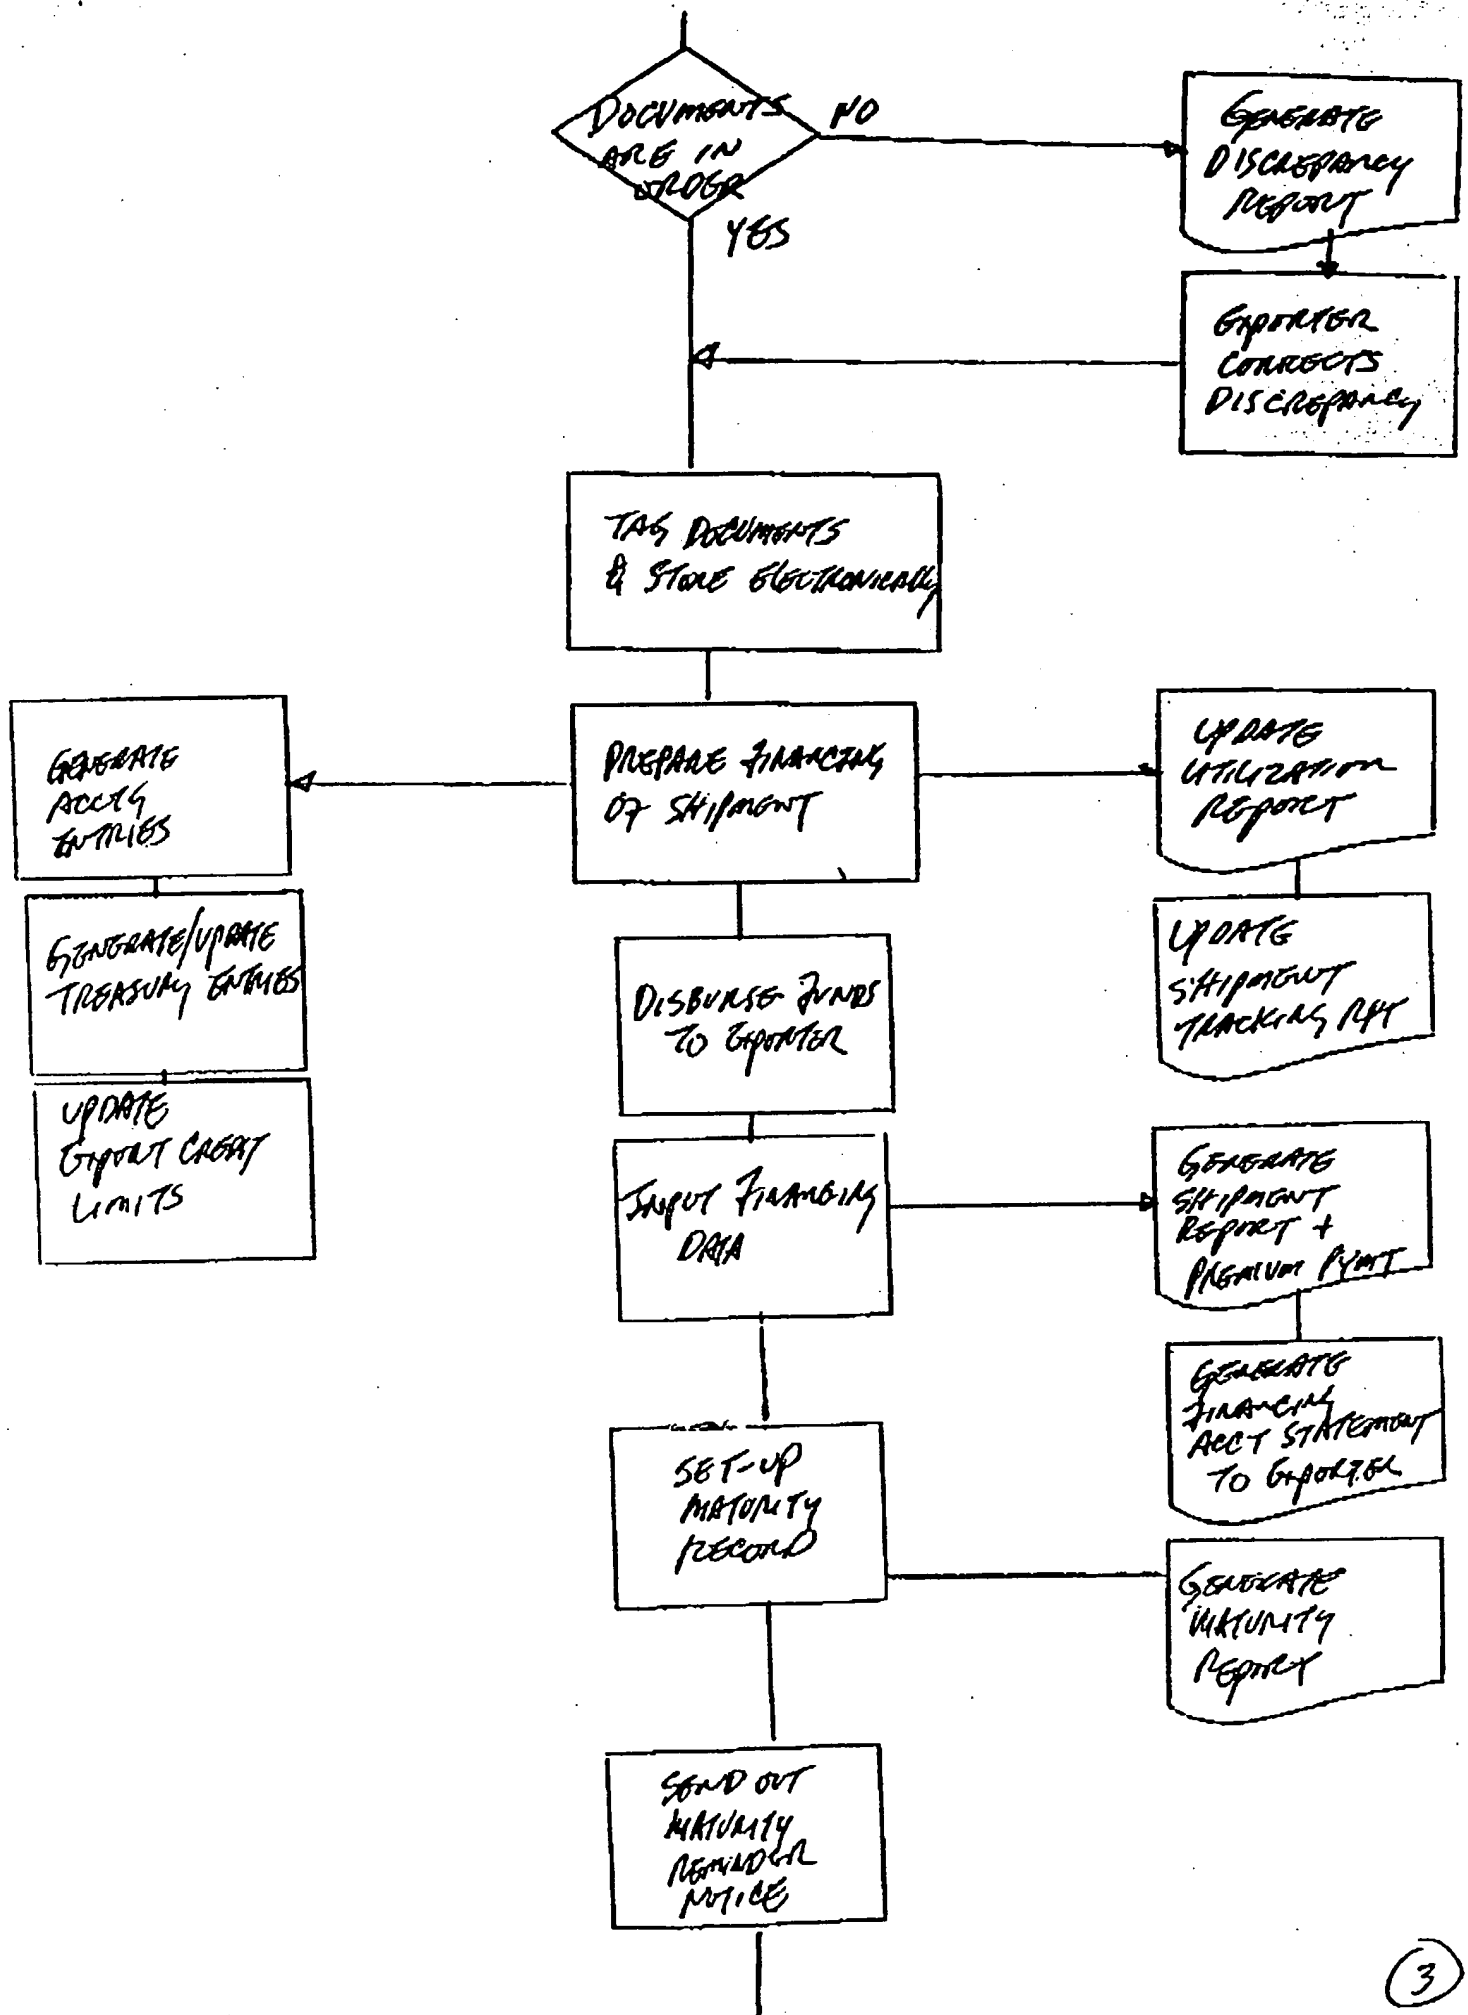 DOCUMENTS
ARE IN
ORDER
NO
YES
GENERATE
DISCREPANCY
REPORT
EXPORTER
CORRECTS
DISCREPANCY
TAG DOCUMENTS
& STORE ELECTRONICALLY
PREPARE FINANCING
OF SHIPMENT
GENERATE
ACCTG
ENTRIES
GENERATE/UPDATE
TREASURY ENTRIES
UPDATE
EXPORT CREDIT
LIMITS
UPDATE
UTILIZATION
REPORT
UPDATE
SHIPMENT
TRACKING RPT
DISBURSE FUNDS
TO EXPORTER
INPUT FINANCING
DATA
GENERATE
SHIPMENT
REPORT +
PREMIUM PYMT
GENERATE
FINANCING
ACCT STATEMENT
TO EXPORTER
SET-UP
MATURITY
RECORD
GENERATE
MATURITY
REPORT
SEND OUT
MATURITY
REMINDER
NOTICE
3